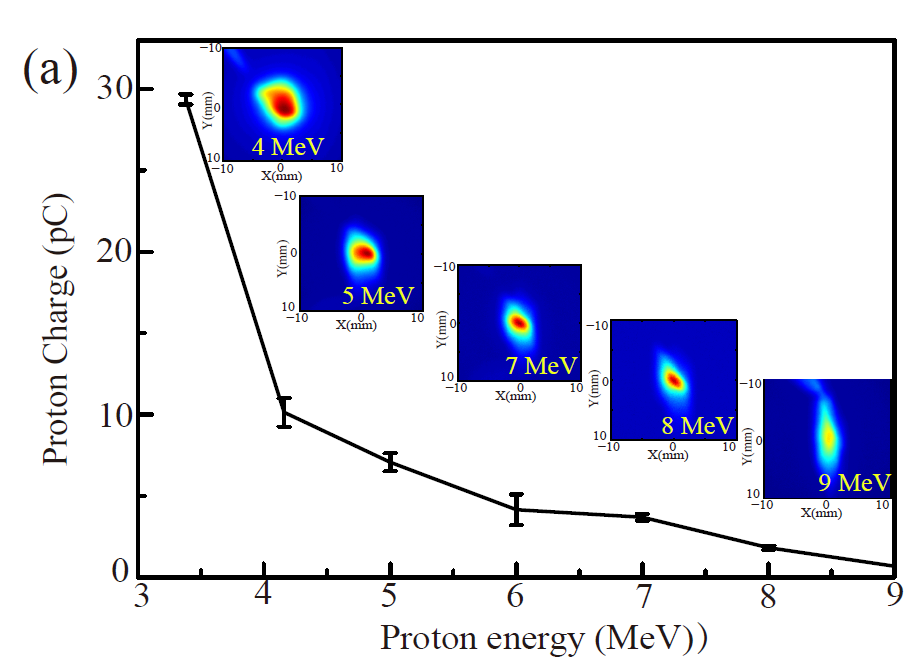 (a)
Proton Charge (pC)
30
20
10
0
−10
Y(mm)
0
10
4 MeV
−10 0 10
X(mm)
−10
Y(mm)
0
10
5 MeV
−10 0 10
X(mm)
−10
Y(mm)
0
10
7 MeV
−10 0 10
X(mm)
−10
Y(mm)
0
10
8 MeV
−10 0 10
X(mm)
−10
Y(mm)
0
10
9 MeV
−10 0 10
X(mm)
3 4 5 6 7 8 9
Proton energy (MeV))